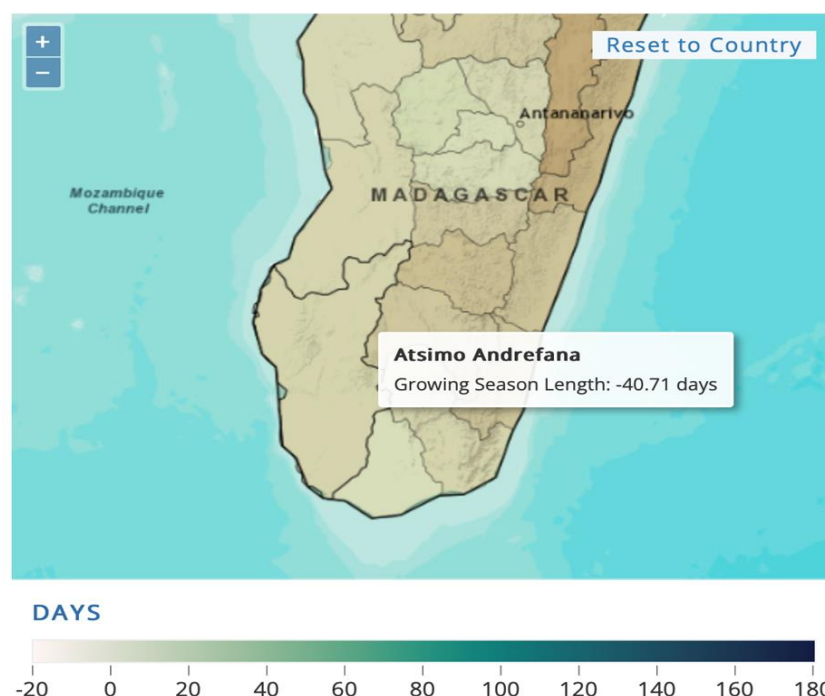 +
−
Reset to Country
Antananarivo
Mozambique
Channel
MADAGASCAR
Atsimo Andrefana
Growing Season Length: -40.71 days
DAYS
-20 0 20 40 60 80 100 120 140 160 180